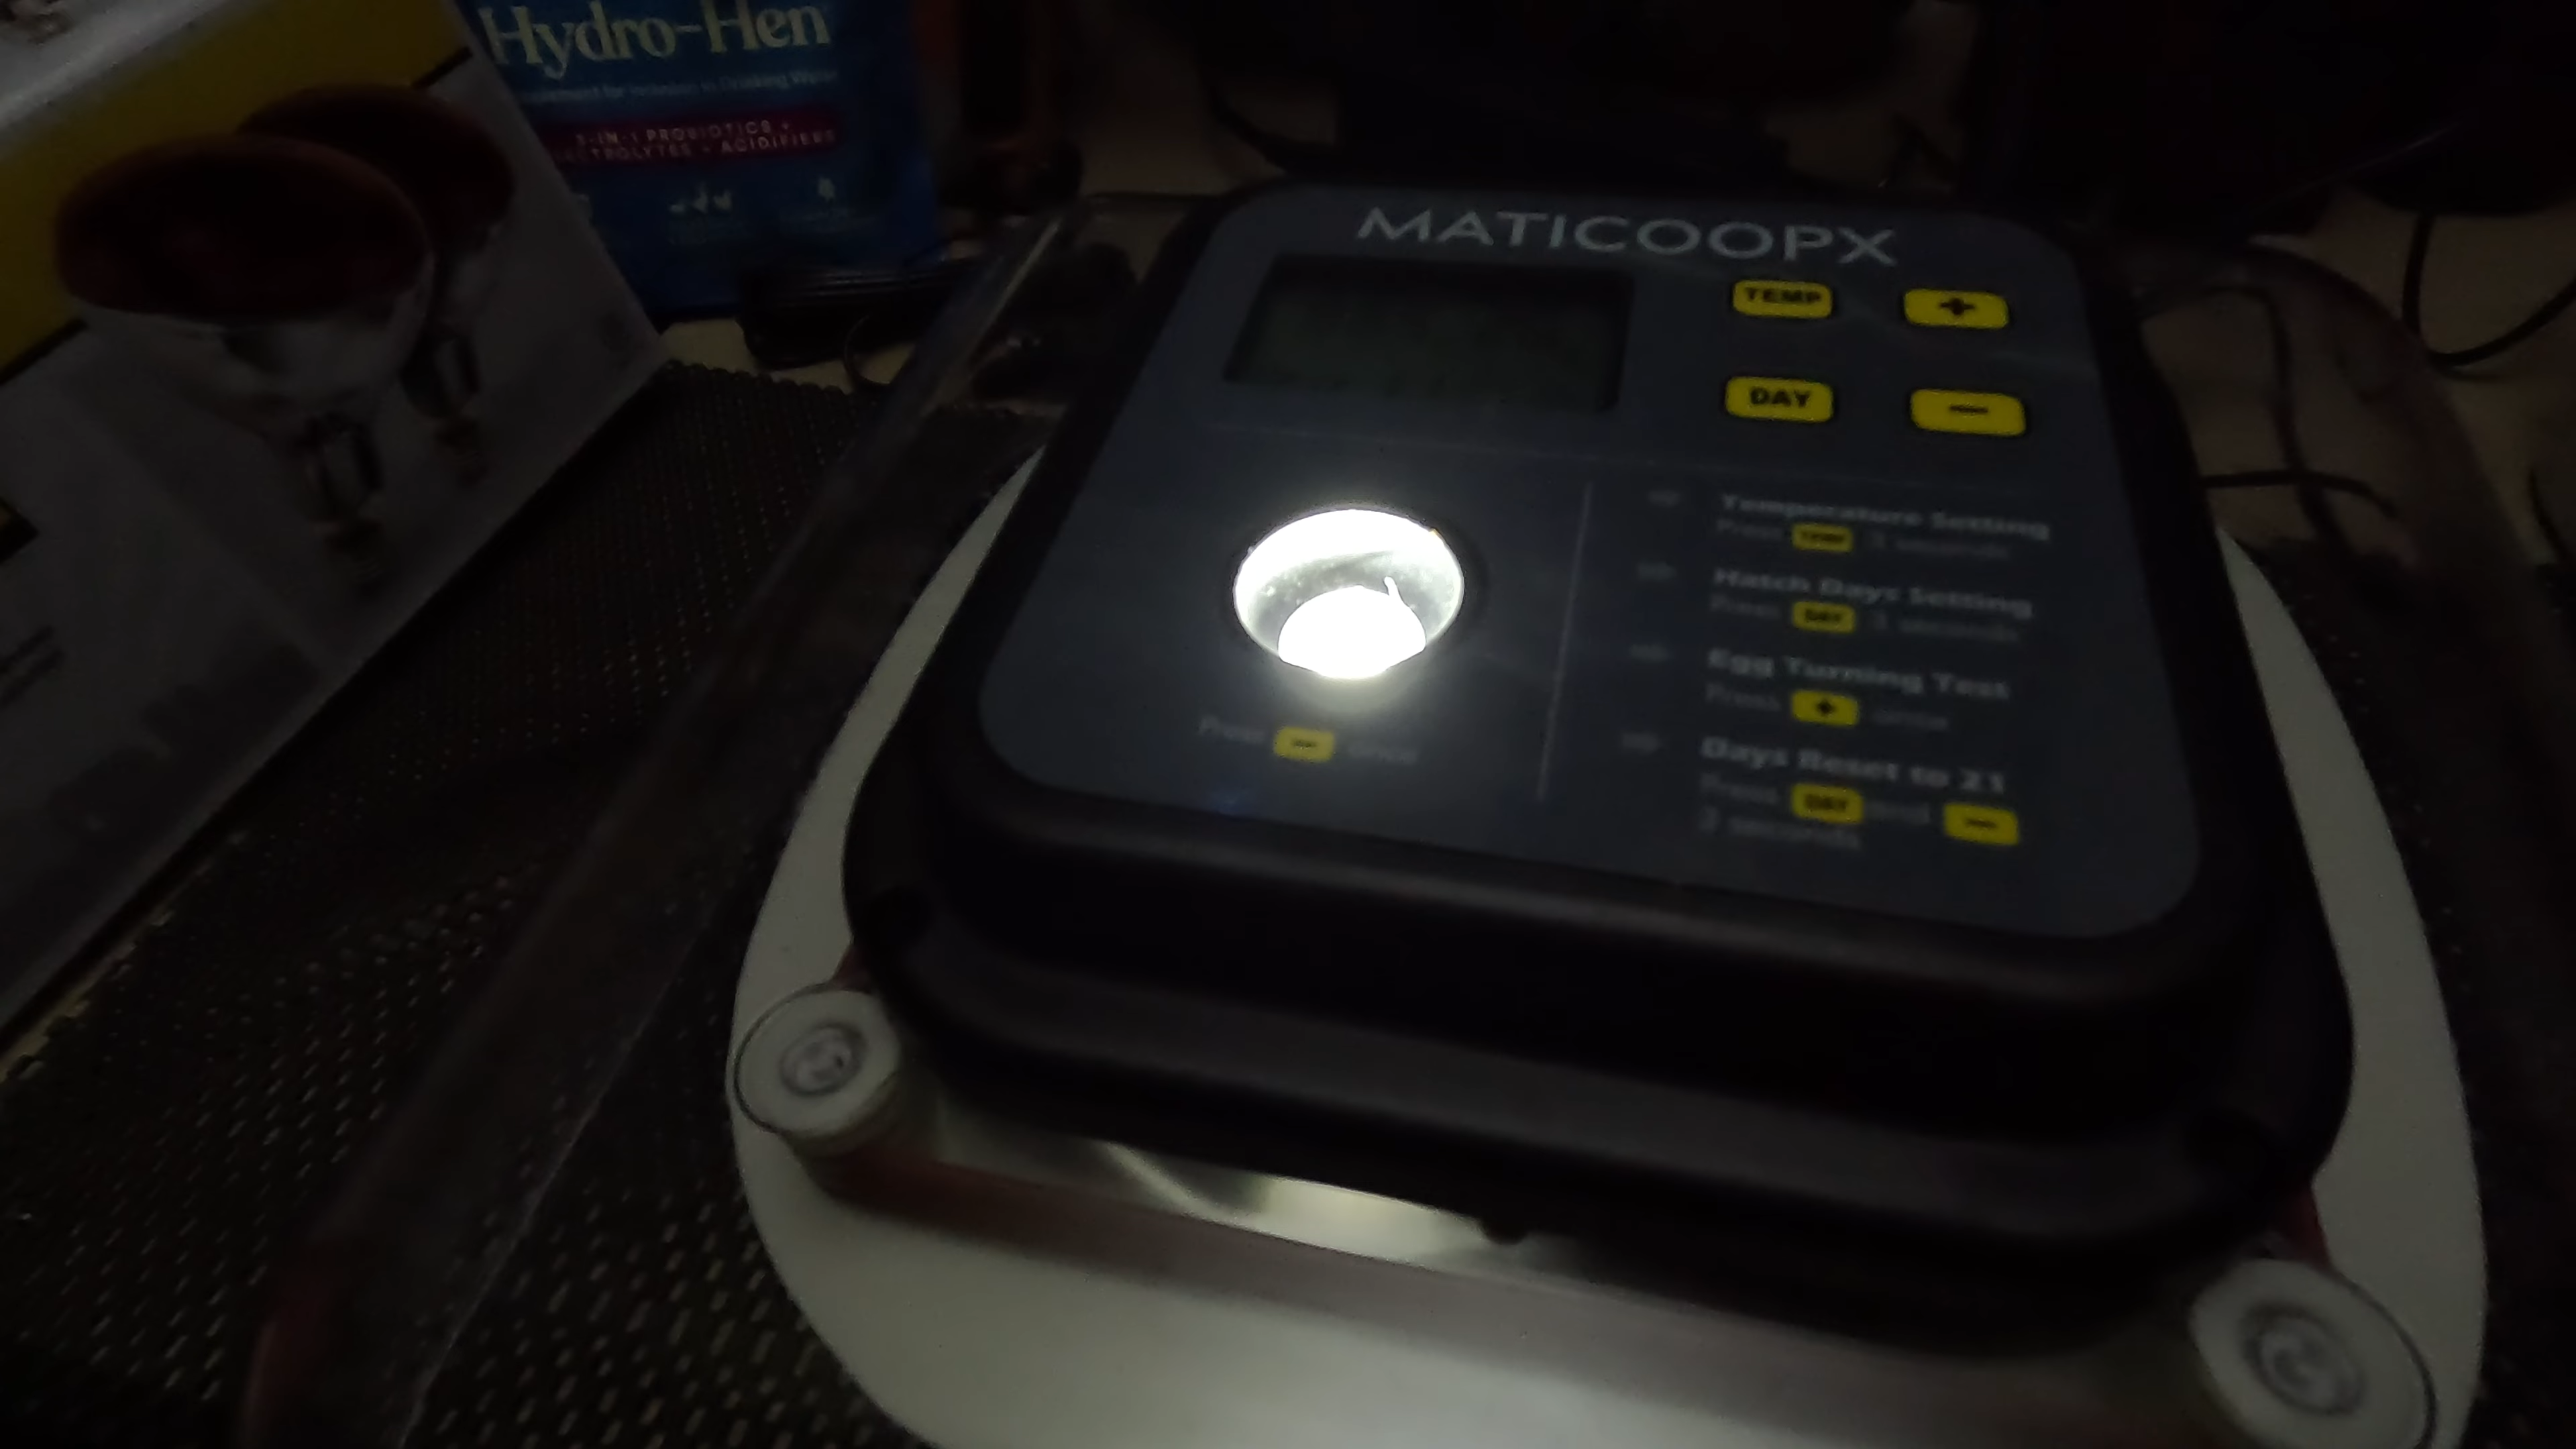 Hydro-Hen
3-IN-1 PROBIOTICS +
ELECTROLYTES + ACIDIFIERS
MATICOOPX
TEMP +
DAY -
Temperature Setting
Press TEMP 3 seconds
Hatch Days Setting
Press DAY 3 seconds
Egg Turning Test
Press + once
Press - once
Days Reset to 21
Press DAY and -
3 seconds